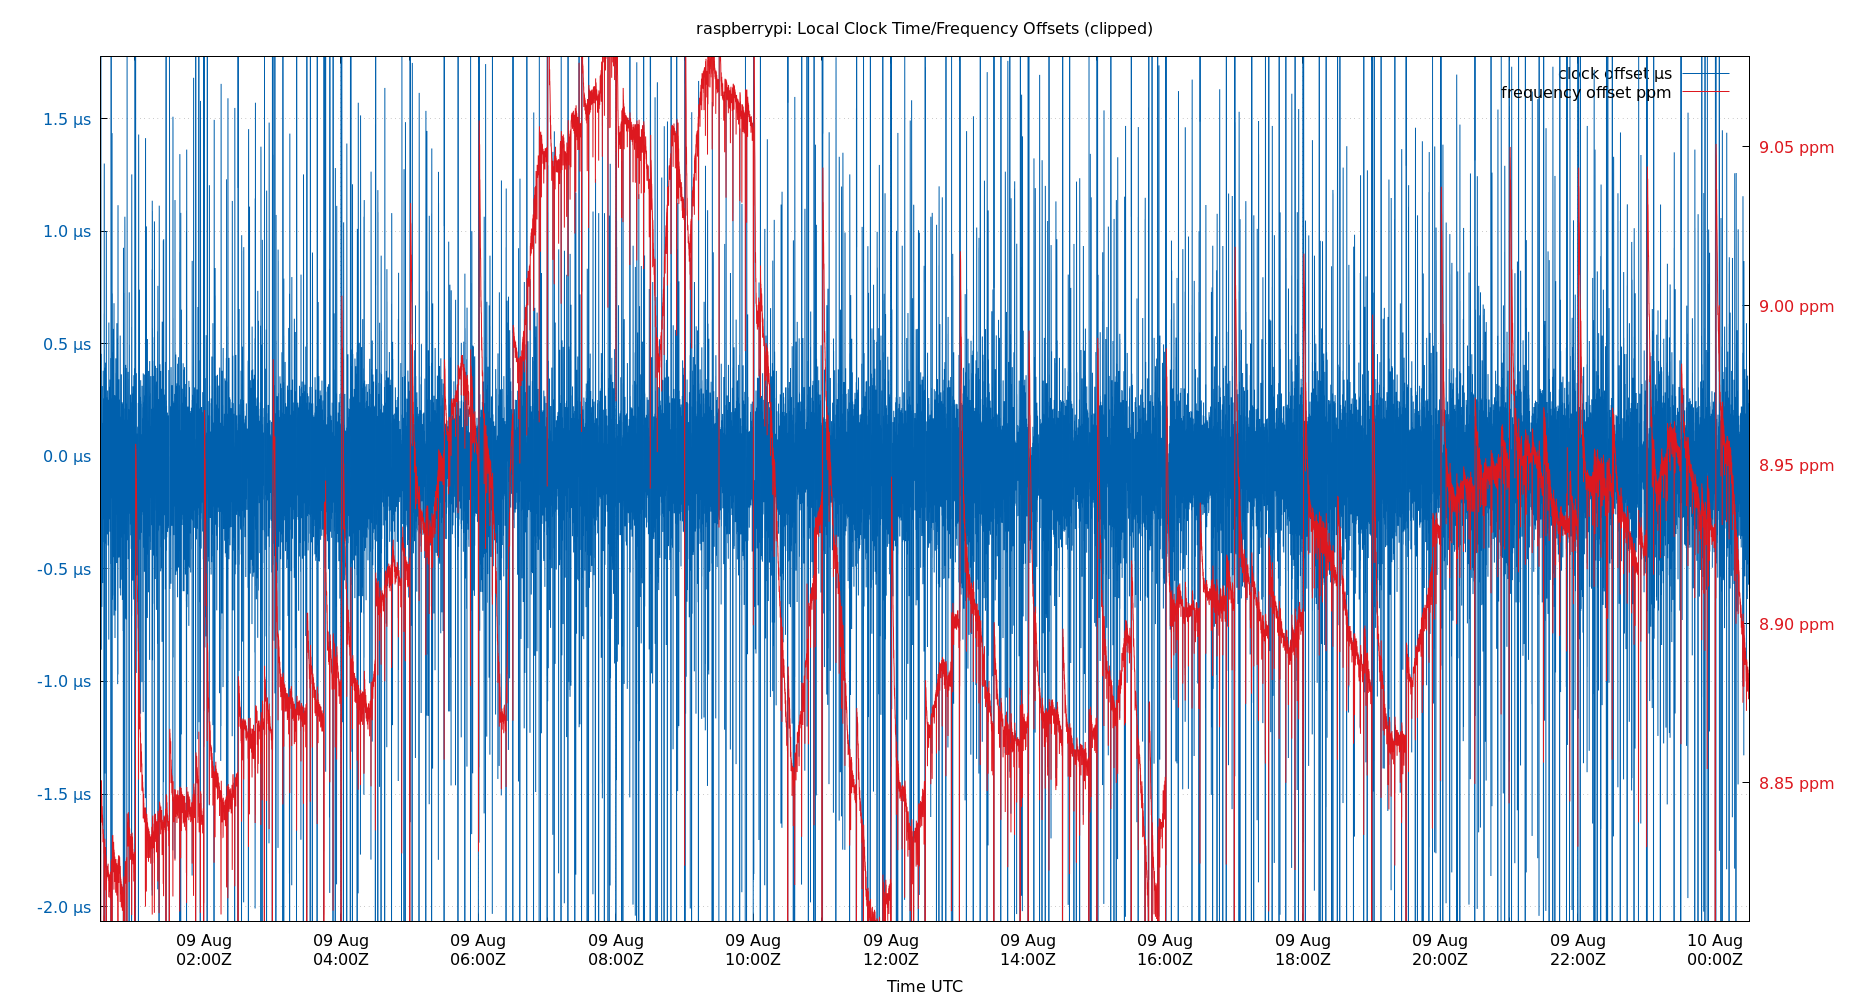 raspberrypi: Local Clock Time/Frequency Offsets (clipped)
clock offset µs
frequency offset ppm
1.5 µs
1.0 µs
0.5 µs
0.0 µs
-0.5 µs
-1.0 µs
-1.5 µs
-2.0 µs
9.05 ppm
9.00 ppm
8.95 ppm
8.90 ppm
8.85 ppm
09 Aug 09 Aug 09 Aug 09 Aug 09 Aug 09 Aug 09 Aug 09 Aug 09 Aug 09 Aug 09 Aug 10 Aug
02:00Z 04:00Z 06:00Z 08:00Z 10:00Z 12:00Z 14:00Z 16:00Z 18:00Z 20:00Z 22:00Z 00:00Z
Time UTC